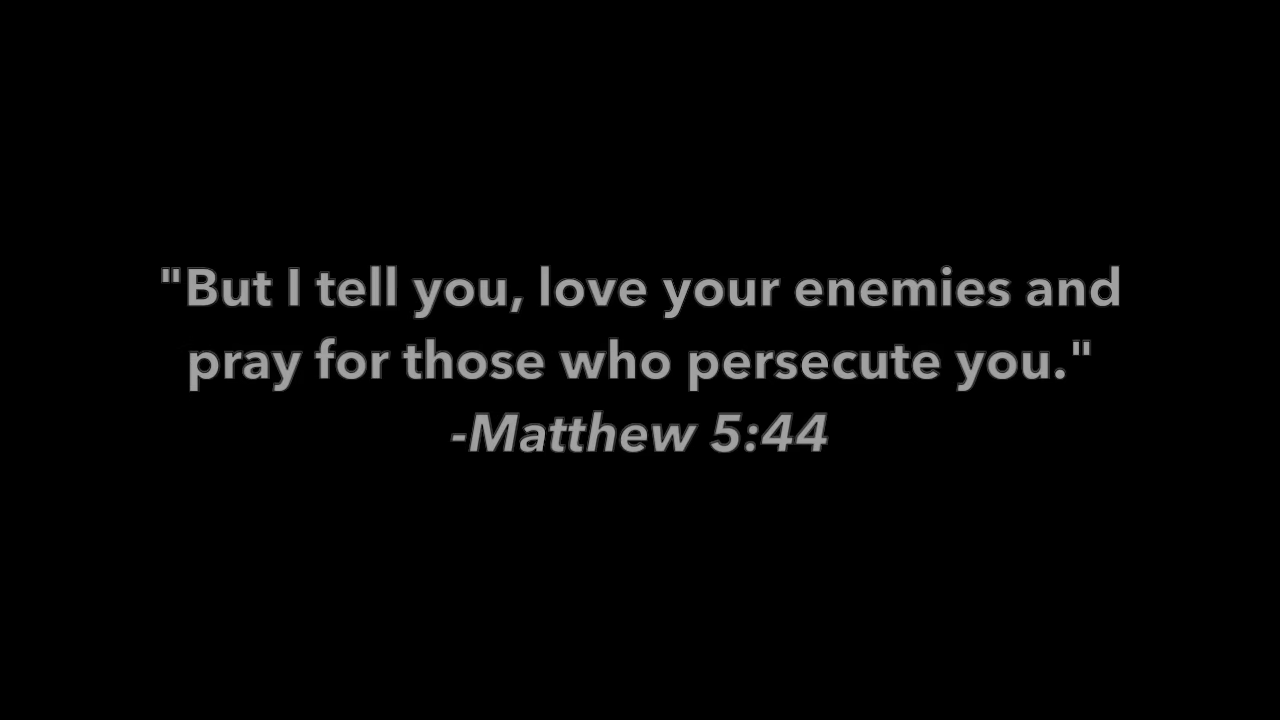 "But I tell you, love your enemies and
pray for those who persecute you."
-Matthew 5:44